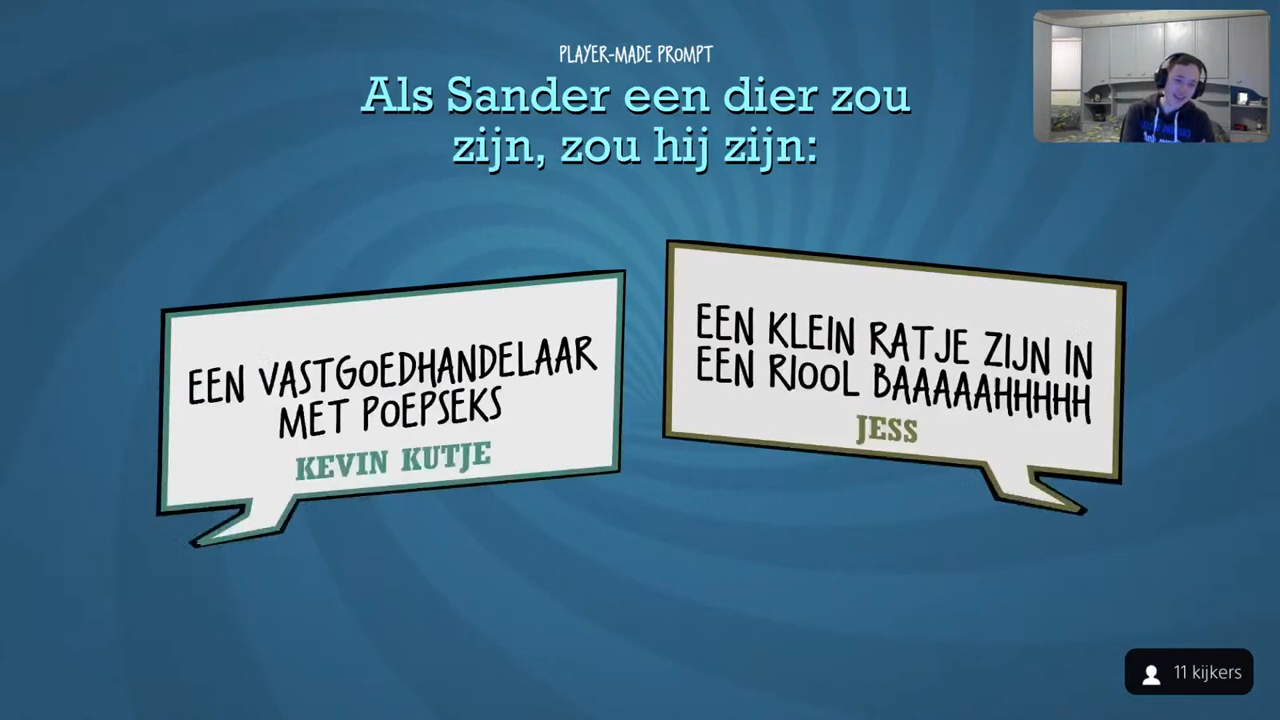 PLAYER-MADE PROMPT
Als Sander een dier zou
zijn, zou hij zijn:
EEN VASTGOEDHANDELAAR
MET POEPSEKS
KEVIN KUTJE
EEN KLEIN RATJE ZIJN IN
EEN RIOOL BAAAAAHHHHH
JESS
11 kijkers